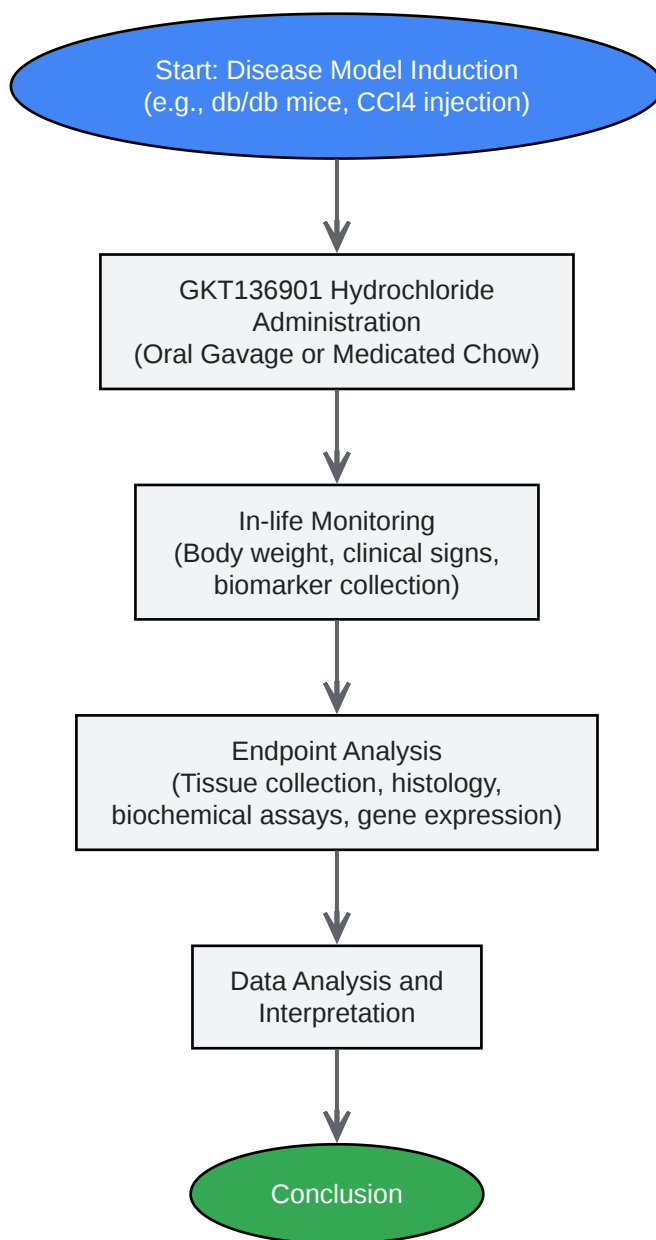 Start: Disease Model Induction
(e.g., db/db mice, CCl4 injection)
GKT136901 Hydrochloride
Administration
(Oral Gavage or Medicated Chow)
In-life Monitoring
(Body weight, clinical signs,
biomarker collection)
Endpoint Analysis
(Tissue collection, histology,
biochemical assays, gene expression)
Data Analysis and
Interpretation
Conclusion